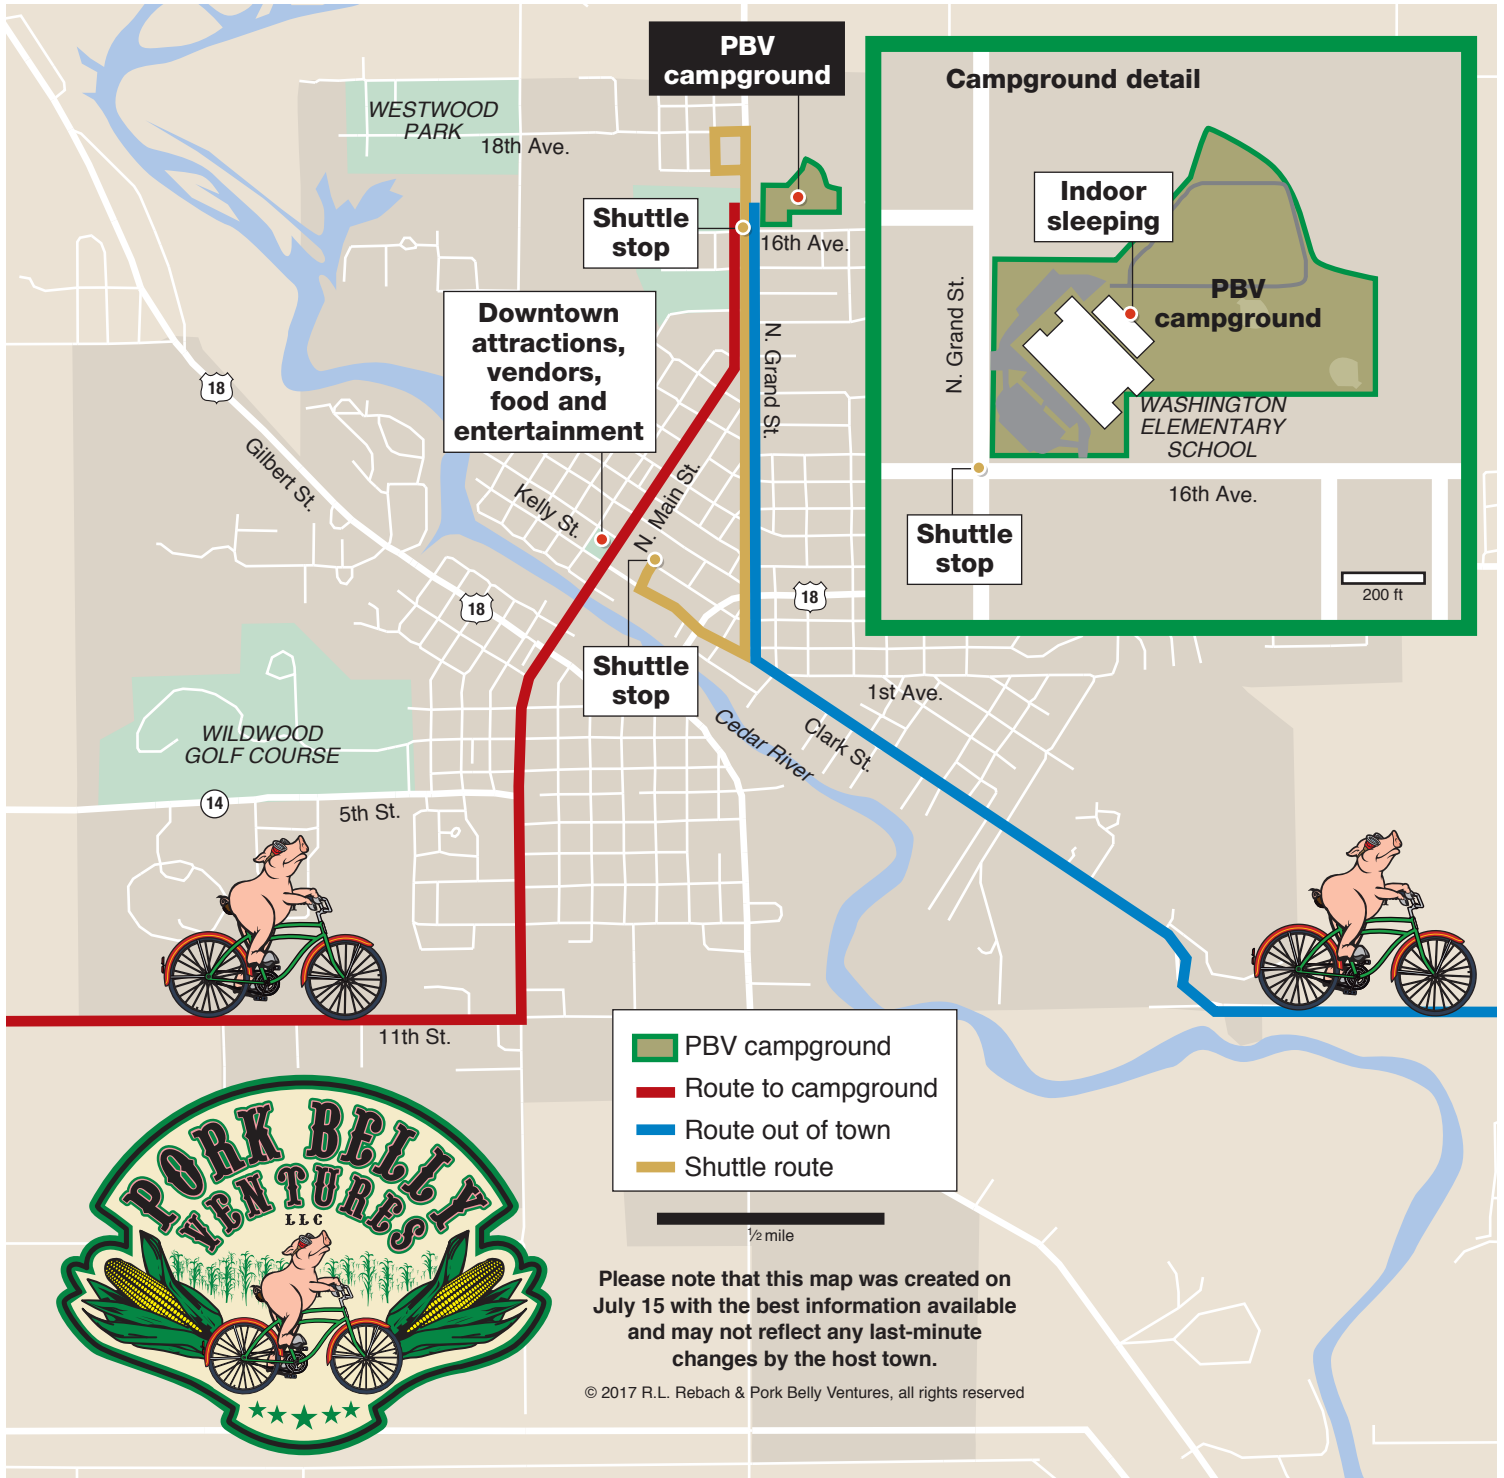 PBV
campground
Campground detail
WESTWOOD
PARK
18th Ave.
Indoor
sleeping
Shuttle
stop
16th Ave.
N. Grand St.
PBV
campground
Downtown
attractions,
vendors,
food and
entertainment
N. Grand St.
18
Gilbert St.
WASHINGTON
ELEMENTARY
SCHOOL
16th Ave.
Kelly St.
N. Main St.
Shuttle
stop
200 ft
18
18
Shuttle
stop
1st Ave.
Cedar River
Clark St.
WILDWOOD
GOLF COURSE
14
5th St.
11th St.
PBV campground
Route to campground
Route out of town
Shuttle route
½ mile
PORK BELLY
VENTURES
LLC
Please note that this map was created on
July 15 with the best information available
and may not reflect any last-minute
changes by the host town.
© 2017 R.L. Rebach & Pork Belly Ventures, all rights reserved